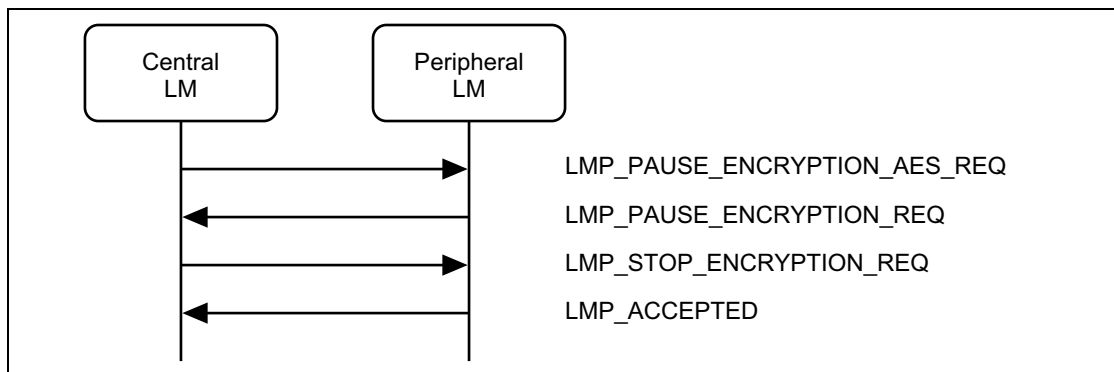 Central
LM
Peripheral
LM
LMP_PAUSE_ENCRYPTION_AES_REQ
LMP_PAUSE_ENCRYPTION_REQ
LMP_STOP_ENCRYPTION_REQ
LMP_ACCEPTED